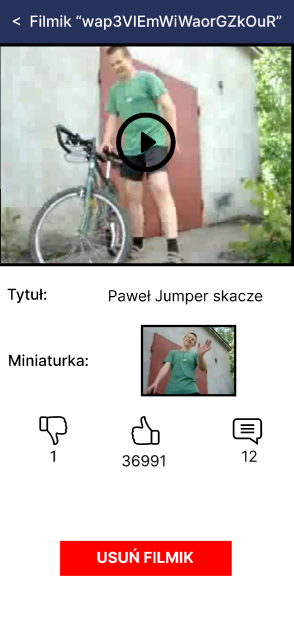 < Filmik “wap3VIEmWiWaorGZkOuR”
Tytuł: Paweł Jumper skacze
Miniaturka:
1 36991 12
USUŃ FILMIK